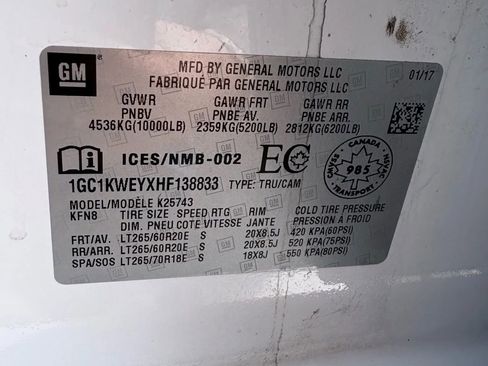 GM
MFD BY GENERAL MOTORS LLC
FABRIQUÉ PAR GENERAL MOTORS LLC
01/17
GVWR GAWR FRT GAWR RR
PNBV PNBE AV. PNBE ARR.
4536KG(10000LB) 2359KG(5200LB) 2812KG(6200LB)
ICES/NMB-002 EC
CANADA
985
TRANSPORT
1GC1KWEYXHF138833 TYPE: TRU/CAM
MODEL/MODÈLE K25743
KFN8 TIRE SIZE SPEED RTG RIM COLD TIRE PRESSURE
DIM. PNEU COTE VITESSE JANTE PRESSION A FROID
FRT/AV. LT265/60R20E S 20X8.5J 420 KPA(60PSI)
RR/ARR. LT265/60R20E S 20X8.5J 520 KPA(75PSI)
SPA/SOS LT265/70R18E S 18X8J 550 KPA(80PSI)